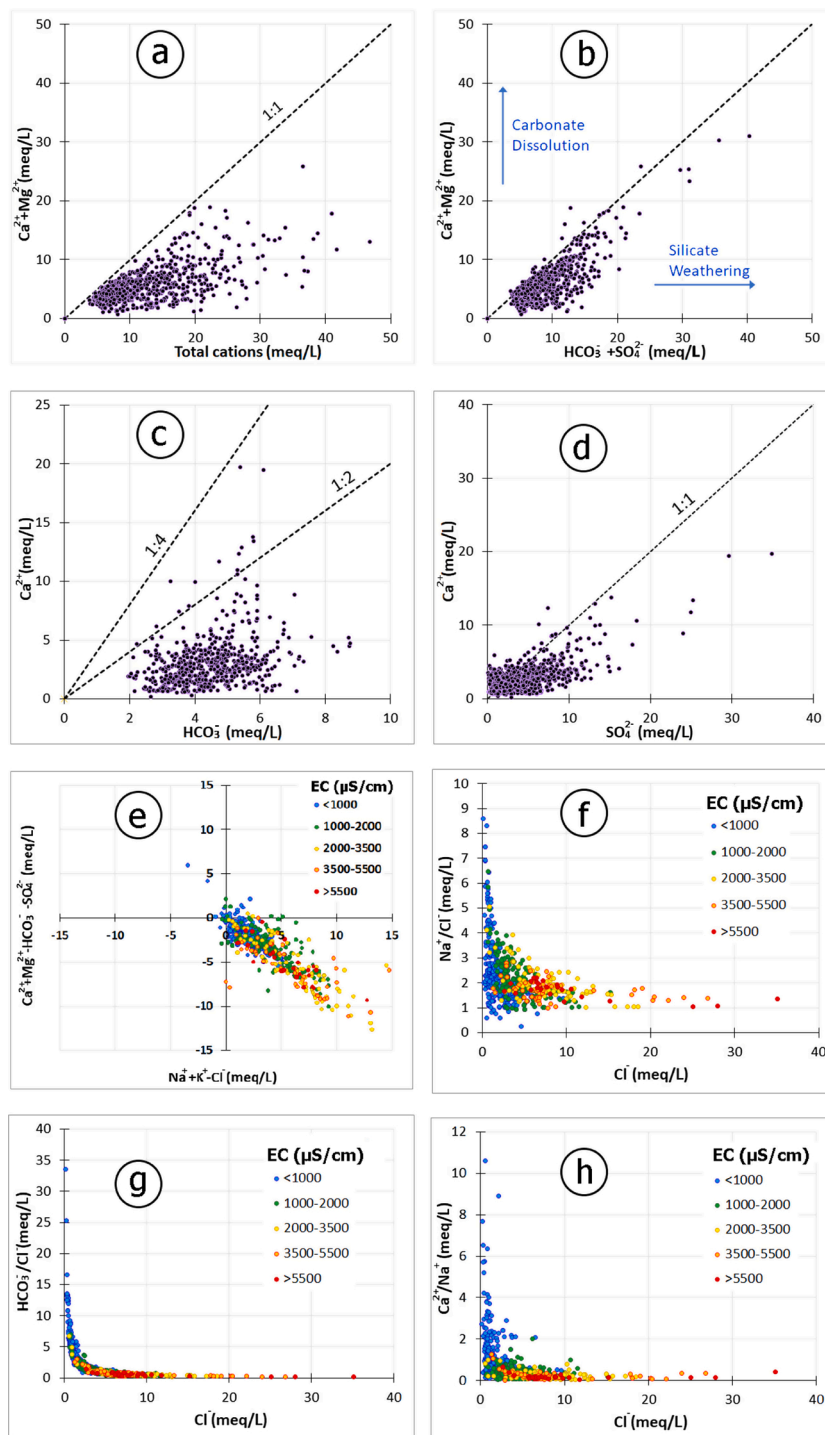 a
50
40
30
20
10
0
Ca²⁺+Mg²⁺(meq/L)
1:1
0 10 20 30 40 50
Total cations (meq/L)
b
50
40
30
20
10
0
Ca²⁺+Mg²⁺(meq/L)
Carbonate
Dissolution
Silicate
Weathering
0 10 20 30 40 50
HCO₃⁻ +SO₄²⁻ (meq/L)
c
25
20
15
10
5
0
Ca²⁺(meq/L)
1:4
1:2
0 2 4 6 8 10
HCO₃⁻ (meq/L)
d
40
30
20
10
0
Ca²⁺(meq/L)
1:1
0 10 20 30 40
SO₄²⁻ (meq/L)
e
15
10
5
0
-5
-10
-15
-15 -10 -5 0 5 10 15
Ca²⁺+Mg²⁺-HCO₃⁻ -SO₄²⁻ (meq/L)
EC (µS/cm)
<1000
1000-2000
2000-3500
3500-5500
>5500
Na⁺+K⁺-Cl⁻(meq/L)
f
10
9
8
7
6
5
4
3
2
1
0
Na⁺/Cl⁻(meq/L)
EC (µS/cm)
<1000
1000-2000
2000-3500
3500-5500
>5500
0 10 20 30 40
Cl⁻(meq/L)
g
40
35
30
25
20
15
10
5
0
HCO₃⁻/Cl⁻(meq/L)
EC (µS/cm)
<1000
1000-2000
2000-3500
3500-5500
>5500
0 10 20 30 40
Cl⁻(meq/L)
h
12
10
8
6
4
2
0
Ca²⁺/Na⁺ (meq/L)
EC (µS/cm)
<1000
1000-2000
2000-3500
3500-5500
>5500
0 10 20 30 40
Cl⁻(meq/L)